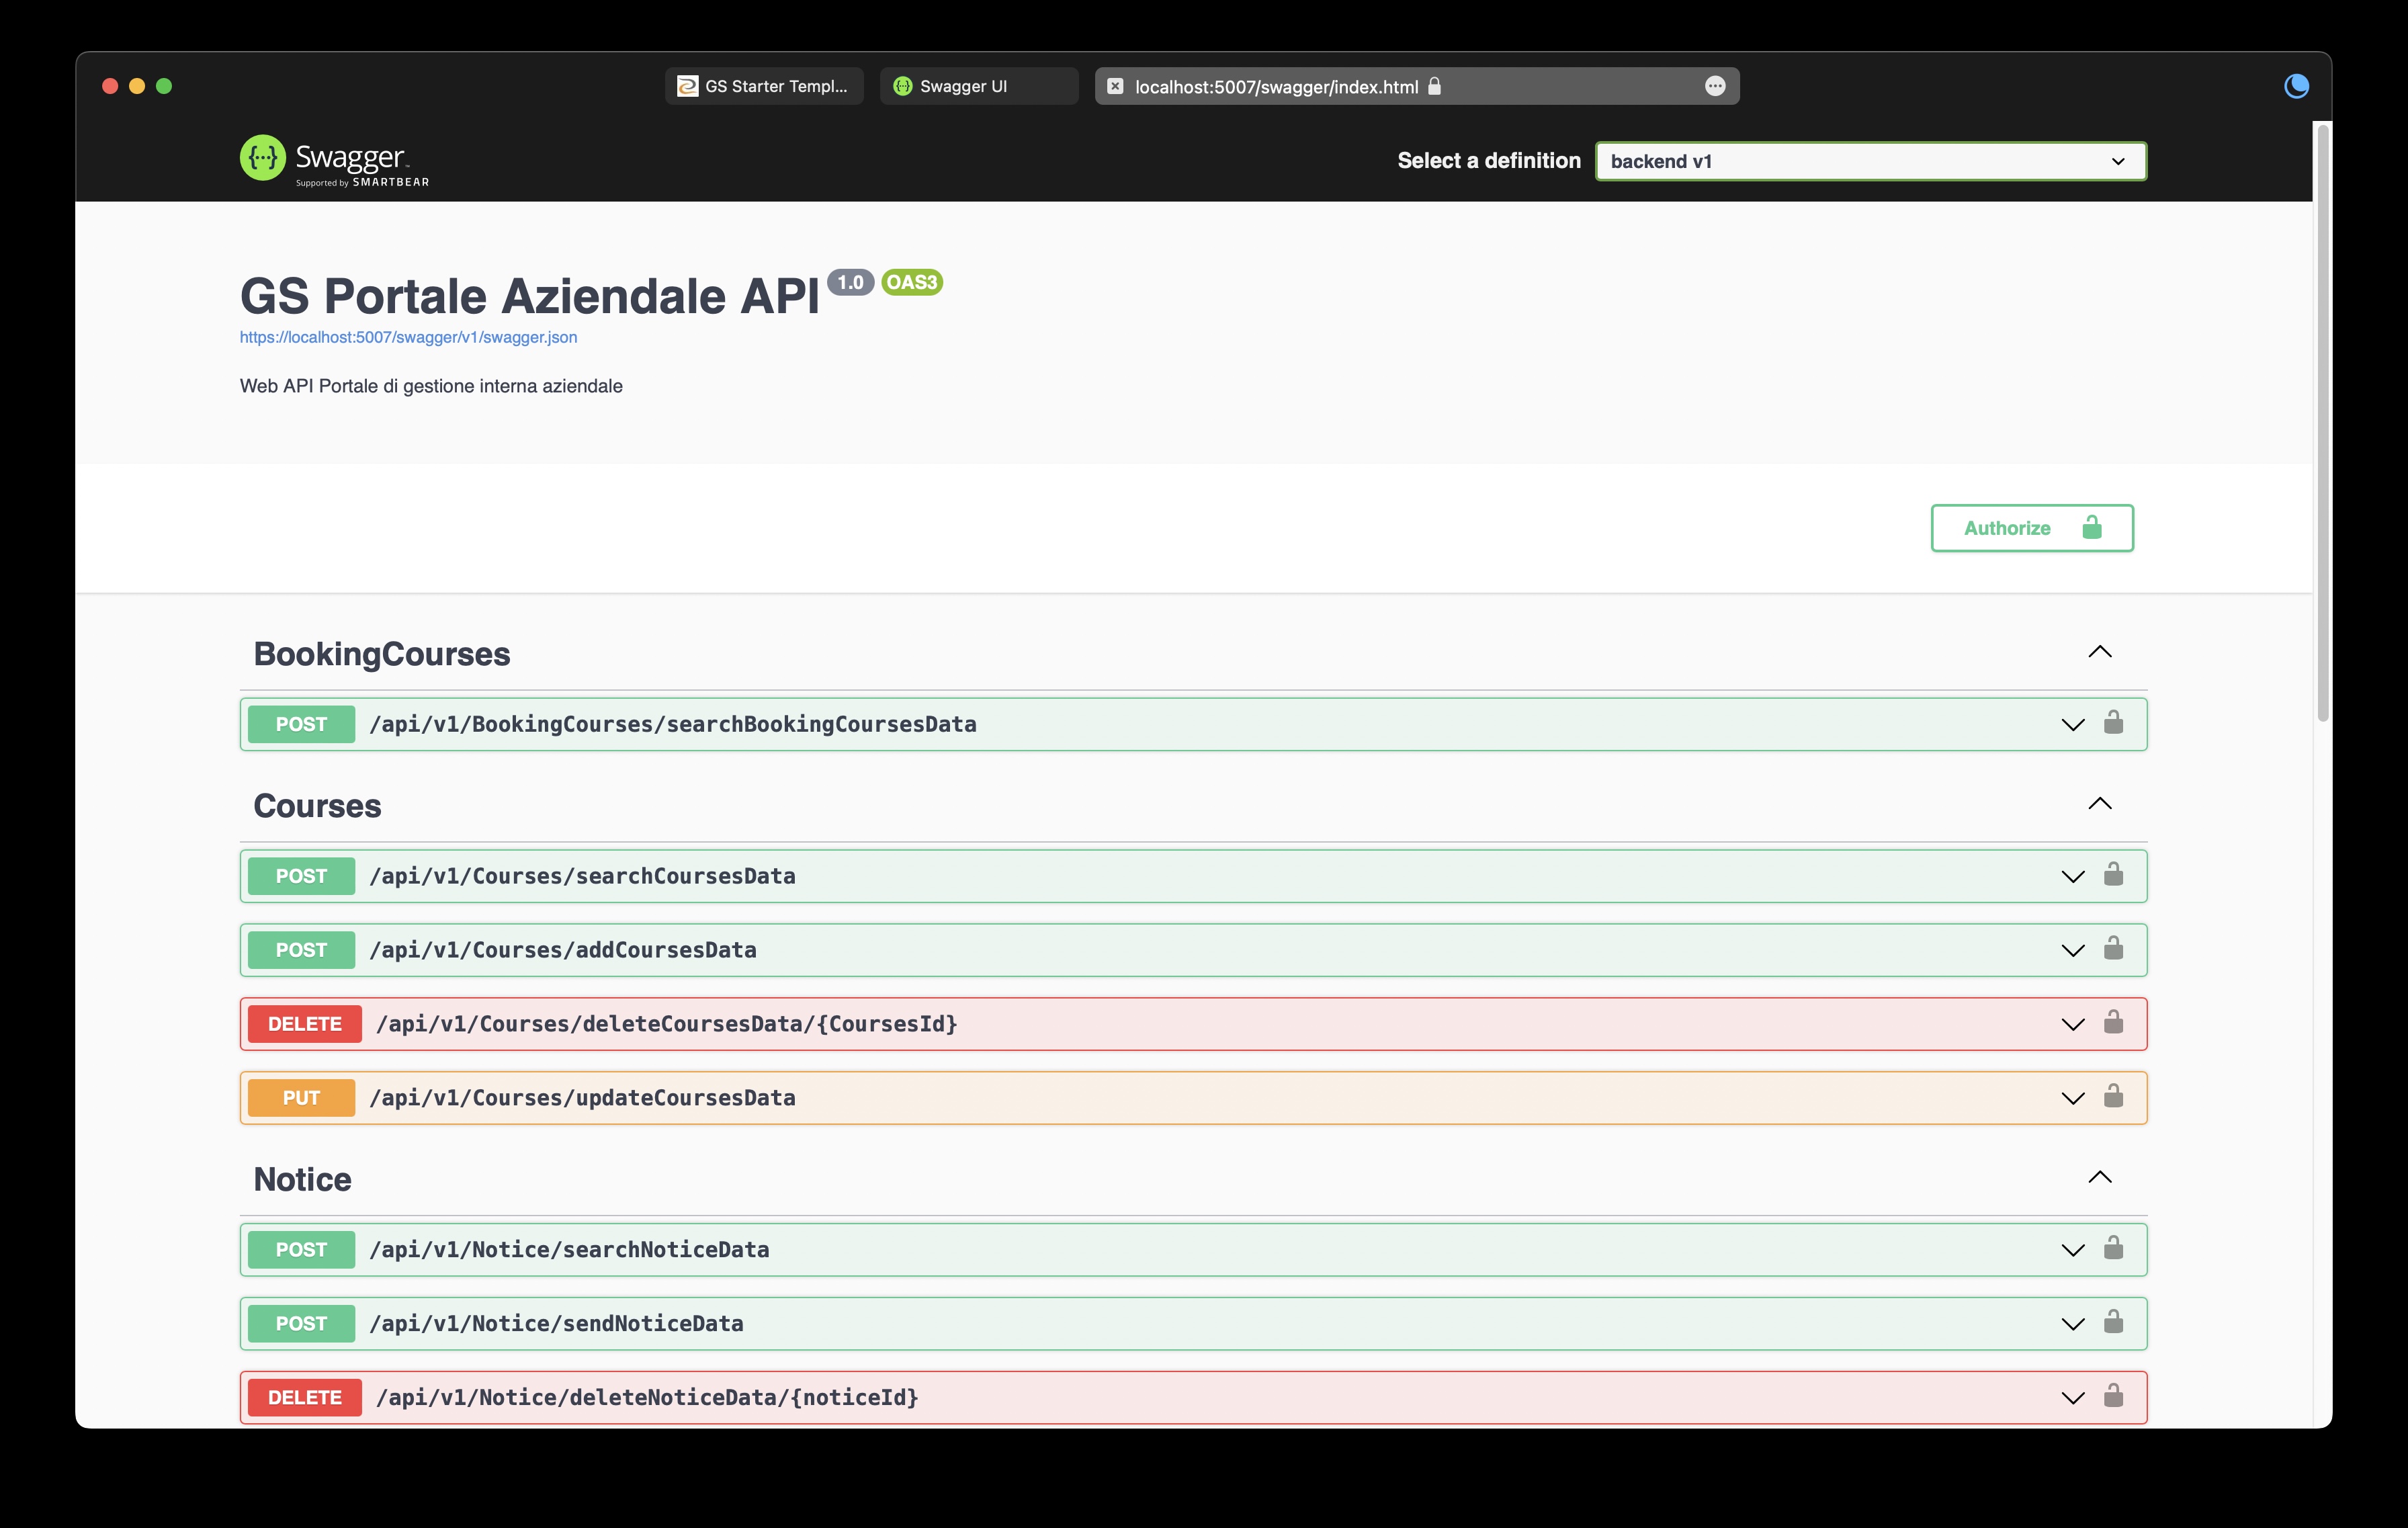 GS Starter Templ...
Swagger UI
localhost:5007/swagger/index.html
Swagger
Supported by SMARTBEAR
Select a definition
backend v1
GS Portale Aziendale API 1.0 OAS3
https://localhost:5007/swagger/v1/swagger.json
Web API Portale di gestione interna aziendale
Authorize
BookingCourses
POST /api/v1/BookingCourses/searchBookingCoursesData
Courses
POST /api/v1/Courses/searchCoursesData
POST /api/v1/Courses/addCoursesData
DELETE /api/v1/Courses/deleteCoursesData/{CoursesId}
PUT /api/v1/Courses/updateCoursesData
Notice
POST /api/v1/Notice/searchNoticeData
POST /api/v1/Notice/sendNoticeData
DELETE /api/v1/Notice/deleteNoticeData/{noticeId}